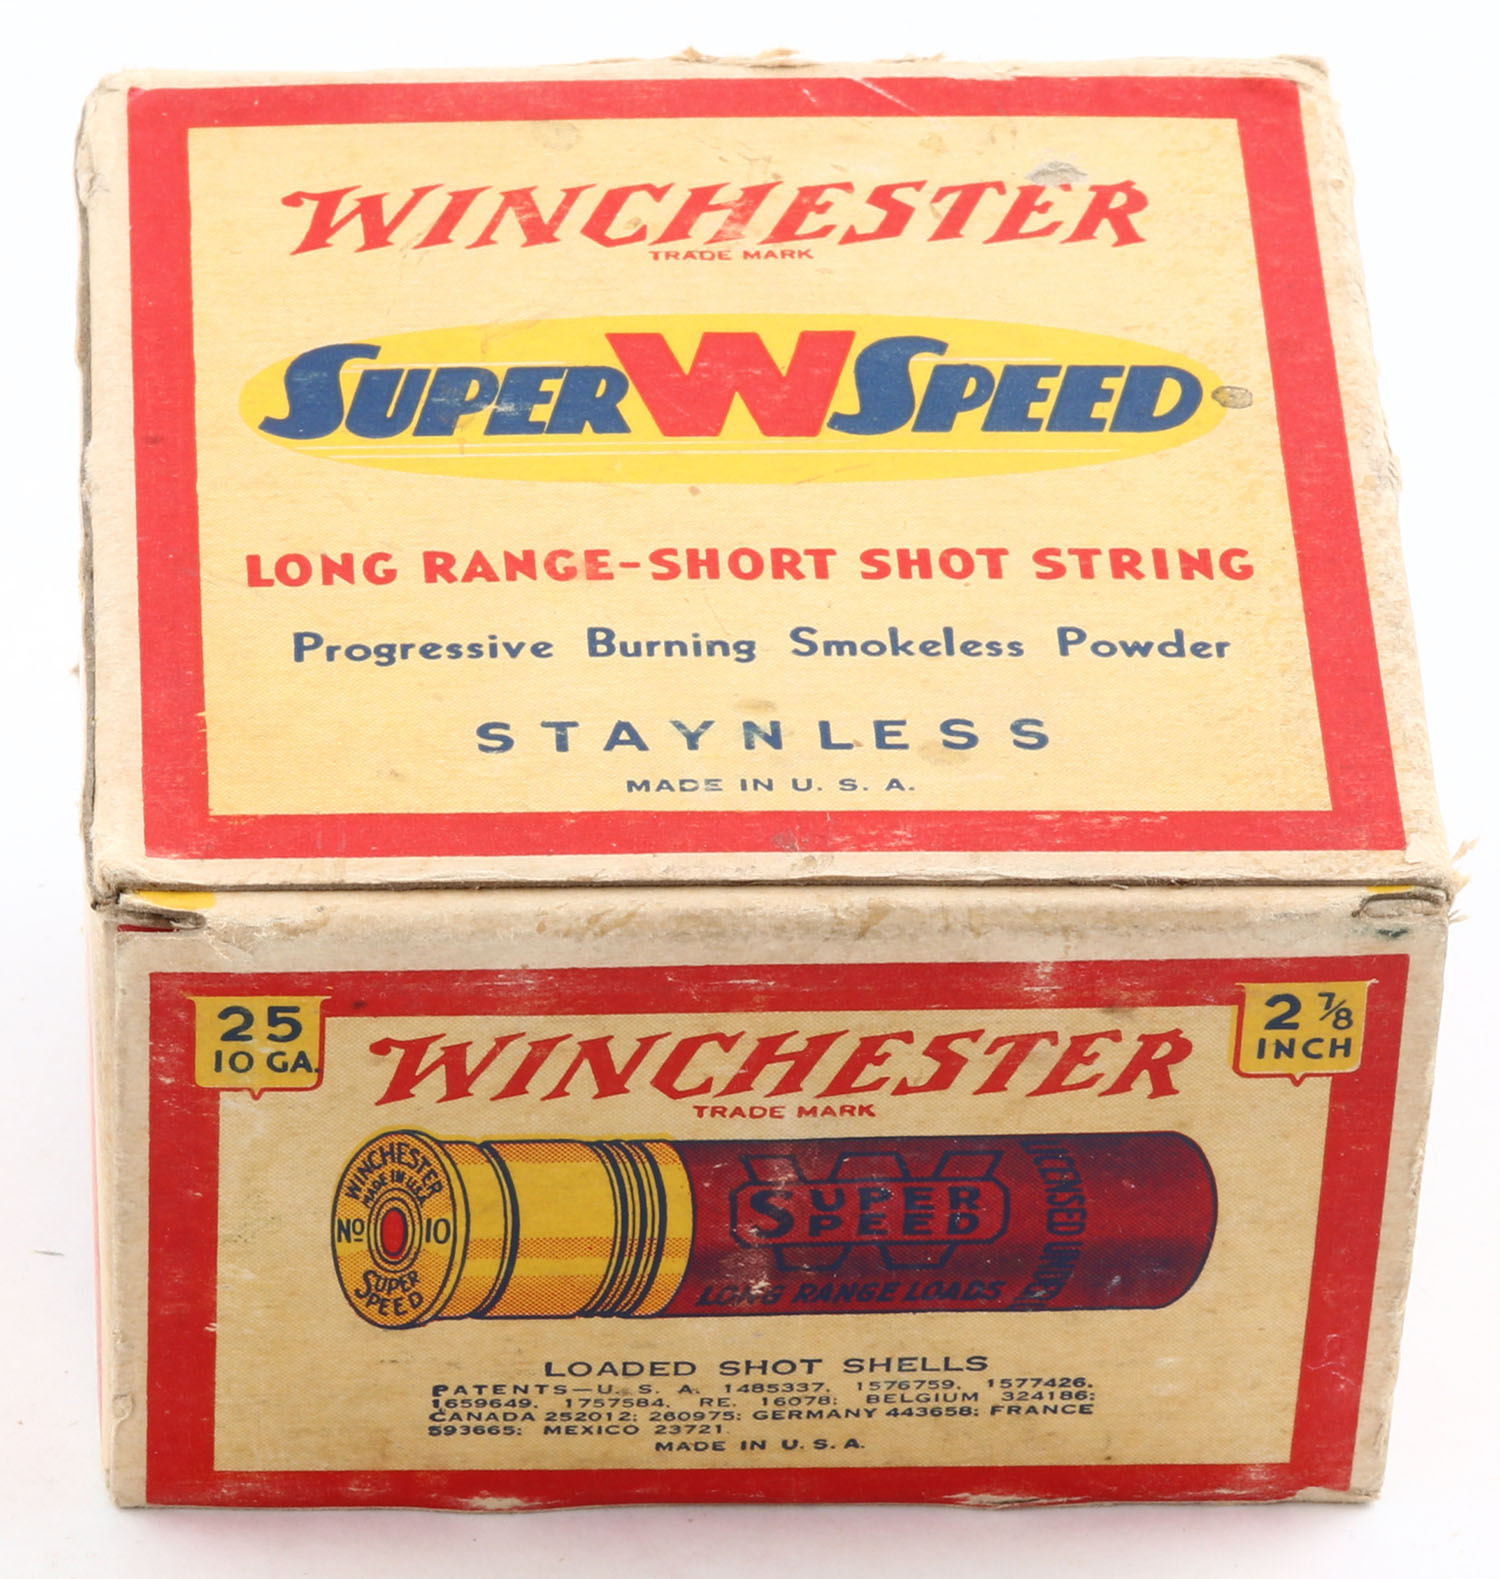 WINCHESTER
TRADE MARK
SUPER W SPEED
LONG RANGE-SHORT SHOT STRING
Progressive Burning Smokeless Powder
STAYNLESS
MADE IN U. S. A.
25
10 GA.
2 7/8
INCH
WINCHESTER
TRADE MARK
WINCHESTER
MADE IN U.S.A.
No 10
SUPER
SPEED
W
SUPER
SPEED
LONG RANGE LOADS
LICENSED UNDER
LOADED SHOT SHELLS
PATENTS—U. S. A. 1485337, 1576759, 1577426,
1659649, 1757584, RE. 16078; BELGIUM 324186;
CANADA 252012; 260975; GERMANY 443658; FRANCE
593665; MEXICO 23721.
MADE IN U. S. A.